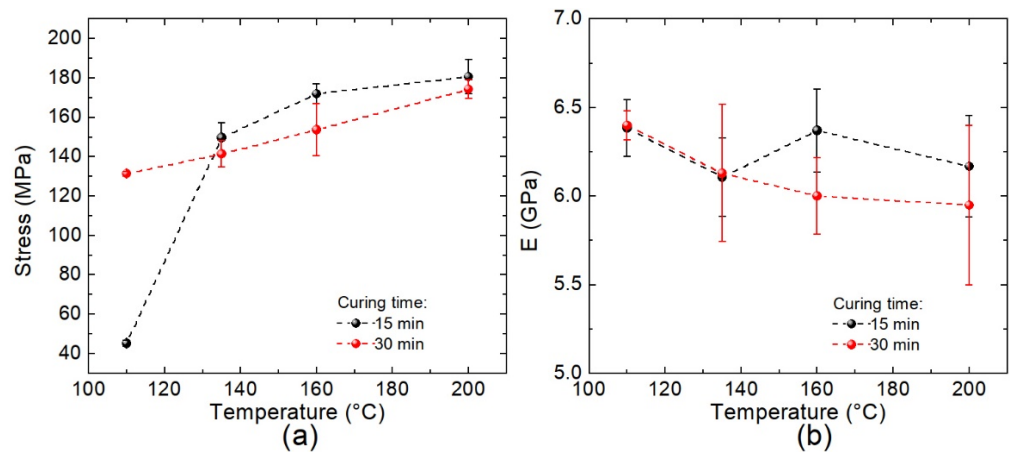 200
180
160
140
120
100
80
60
40
Stress (MPa)
100 120 140 160 180 200
Temperature (°C)
Curing time:
15 min
30 min
(a)
7.0
6.5
6.0
5.5
5.0
E (GPa)
100 120 140 160 180 200
Temperature (°C)
Curing time:
15 min
30 min
(b)